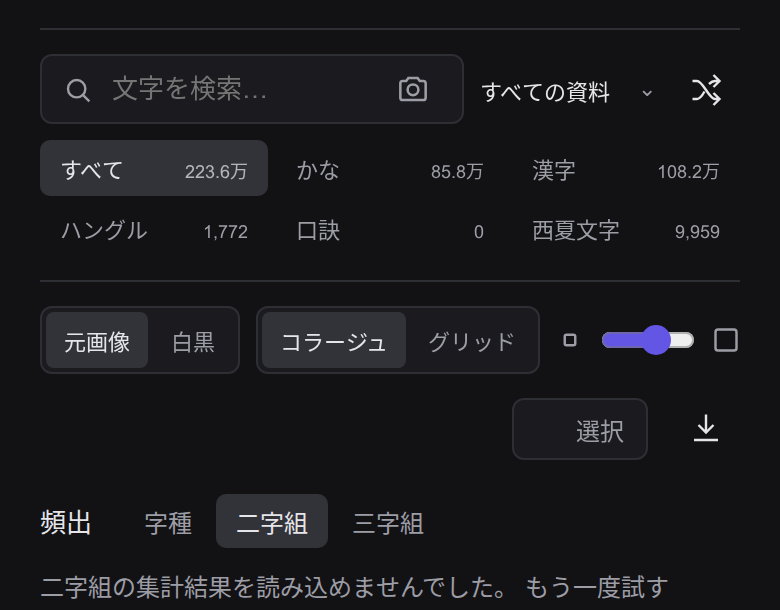 文字を検索… すべての資料
すべて 223.6万 かな 85.8万 漢字 108.2万
ハングル 1,772 口訣 0 西夏文字 9,959
元画像 白黒 コラージュ グリッド
選択
頻出 字種 二字組 三字組
二字組の集計結果を読み込めませんでした。 もう一度試す